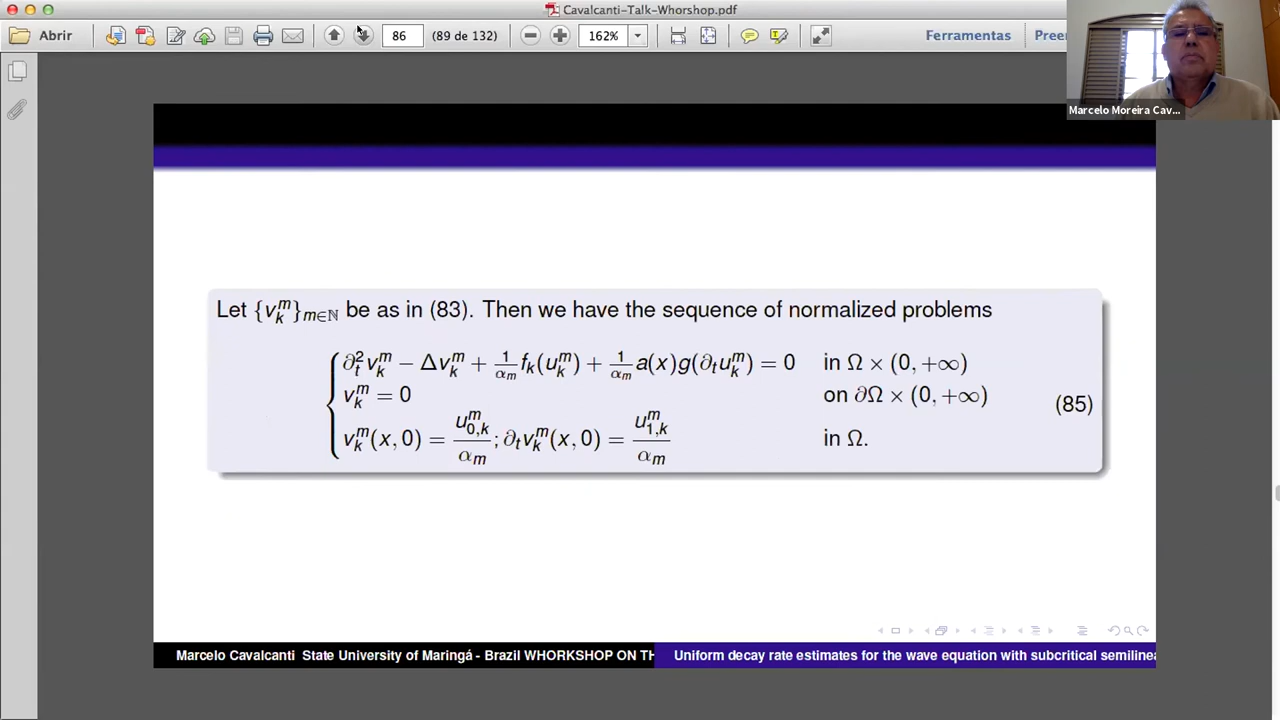 Cavalcanti-Talk-Whorshop.pdf
Abrir
86
(89 de 132)
162%
Ferramentas
Preen
Marcelo Moreira Cav...
Let {v_k^m}_{m∈ℕ} be as in (83). Then we have the sequence of normalized problems
∂_t^2 v_k^m − Δv_k^m + 1/α_m f_k(u_k^m) + 1/α_m a(x)g(∂_t u_k^m) = 0 in Ω × (0, +∞)
v_k^m = 0 on ∂Ω × (0, +∞)
(85)
v_k^m(x, 0) = u_{0,k}^m/α_m ; ∂_t v_k^m(x, 0) = u_{1,k}^m/α_m in Ω.
Marcelo Cavalcanti State University of Maringá - Brazil WHORKSHOP ON TH
Uniform decay rate estimates for the wave equation with subcritical semilinea